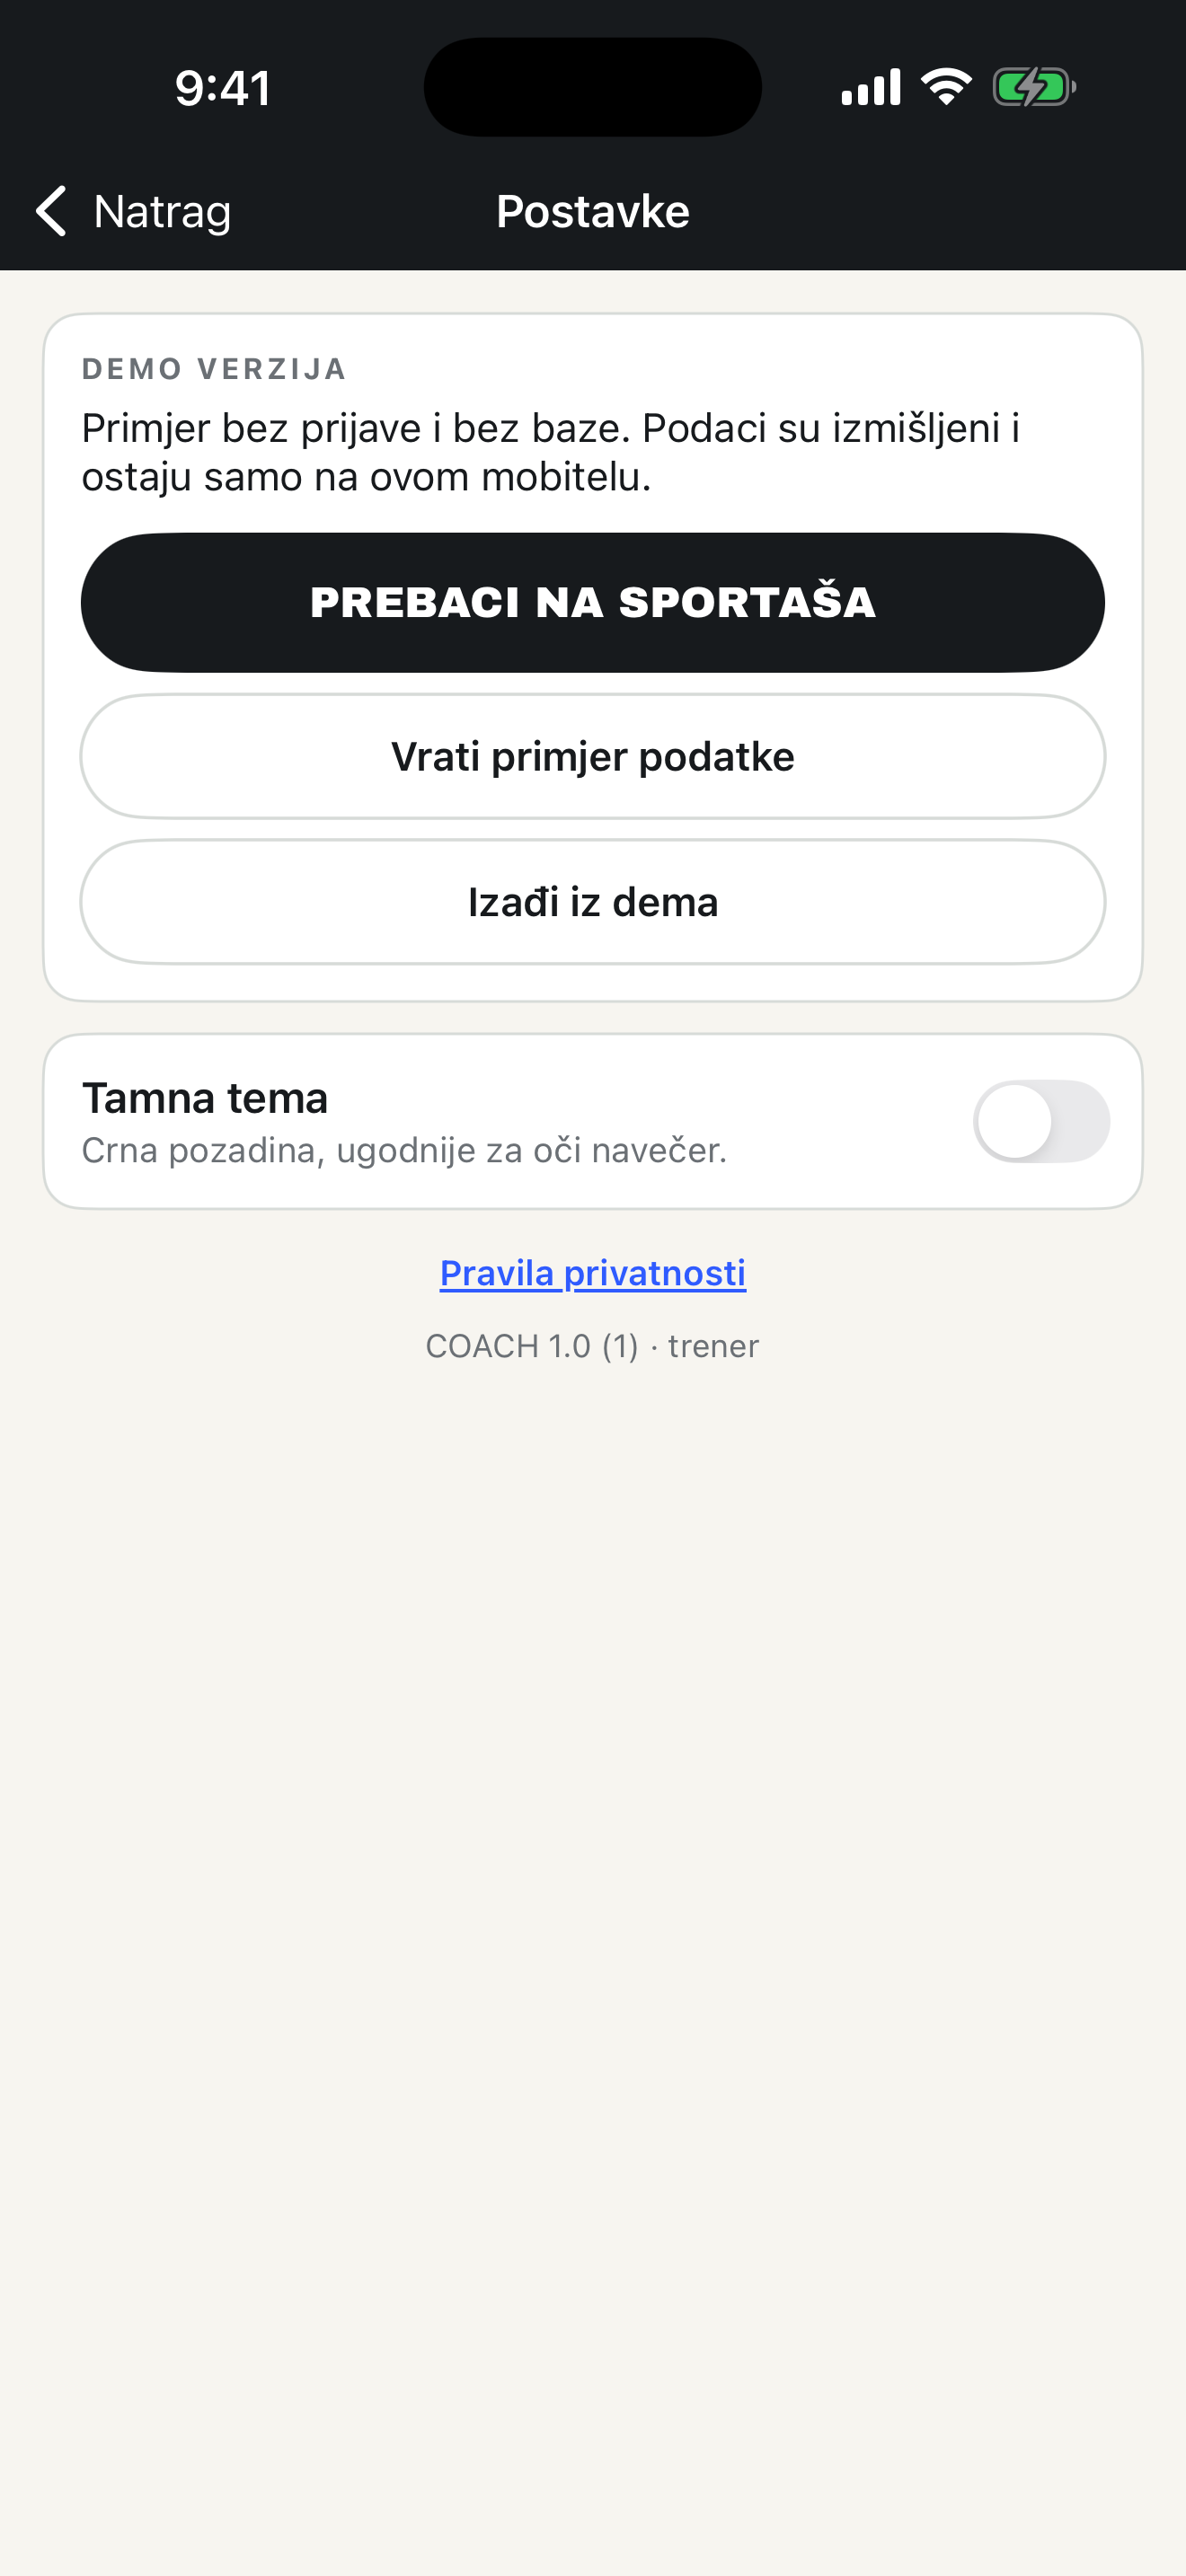 9:41
Natrag
Postavke
DEMO VERZIJA
Primjer bez prijave i bez baze. Podaci su izmišljeni i
ostaju samo na ovom mobitelu.
PREBACI NA SPORTAŠA
Vrati primjer podatke
Izađi iz dema
Tamna tema
Crna pozadina, ugodnije za oči navečer.
Pravila privatnosti
COACH 1.0 (1) · trener